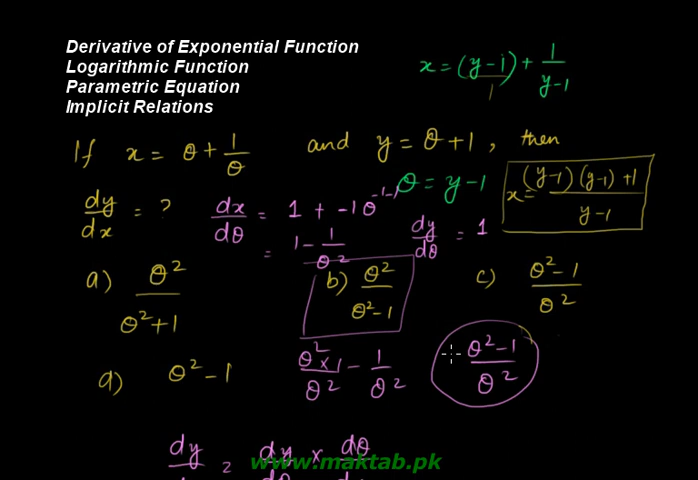 Derivative of Exponential Function
Logarithmic Function
Parametric Equation
Implicit Relations
x = (y-1)/1 + 1/(y-1)
If x = θ + 1/θ and y = θ+1, then
θ = y-1
x = ((y-1)(y-1)+1)/(y-1)
dy/dx = ?
dx/dθ = 1 + -1θ^(-1-1)
= 1 - 1/θ²
dy/dθ = 1
a) θ²/(θ²+1)
b) θ²/(θ²-1)
c) (θ²-1)/θ²
d) θ²-1
(θ²×1)/θ² - 1/θ²
(θ²-1)/θ²
dy = dy × dθ
www.maktab.pk